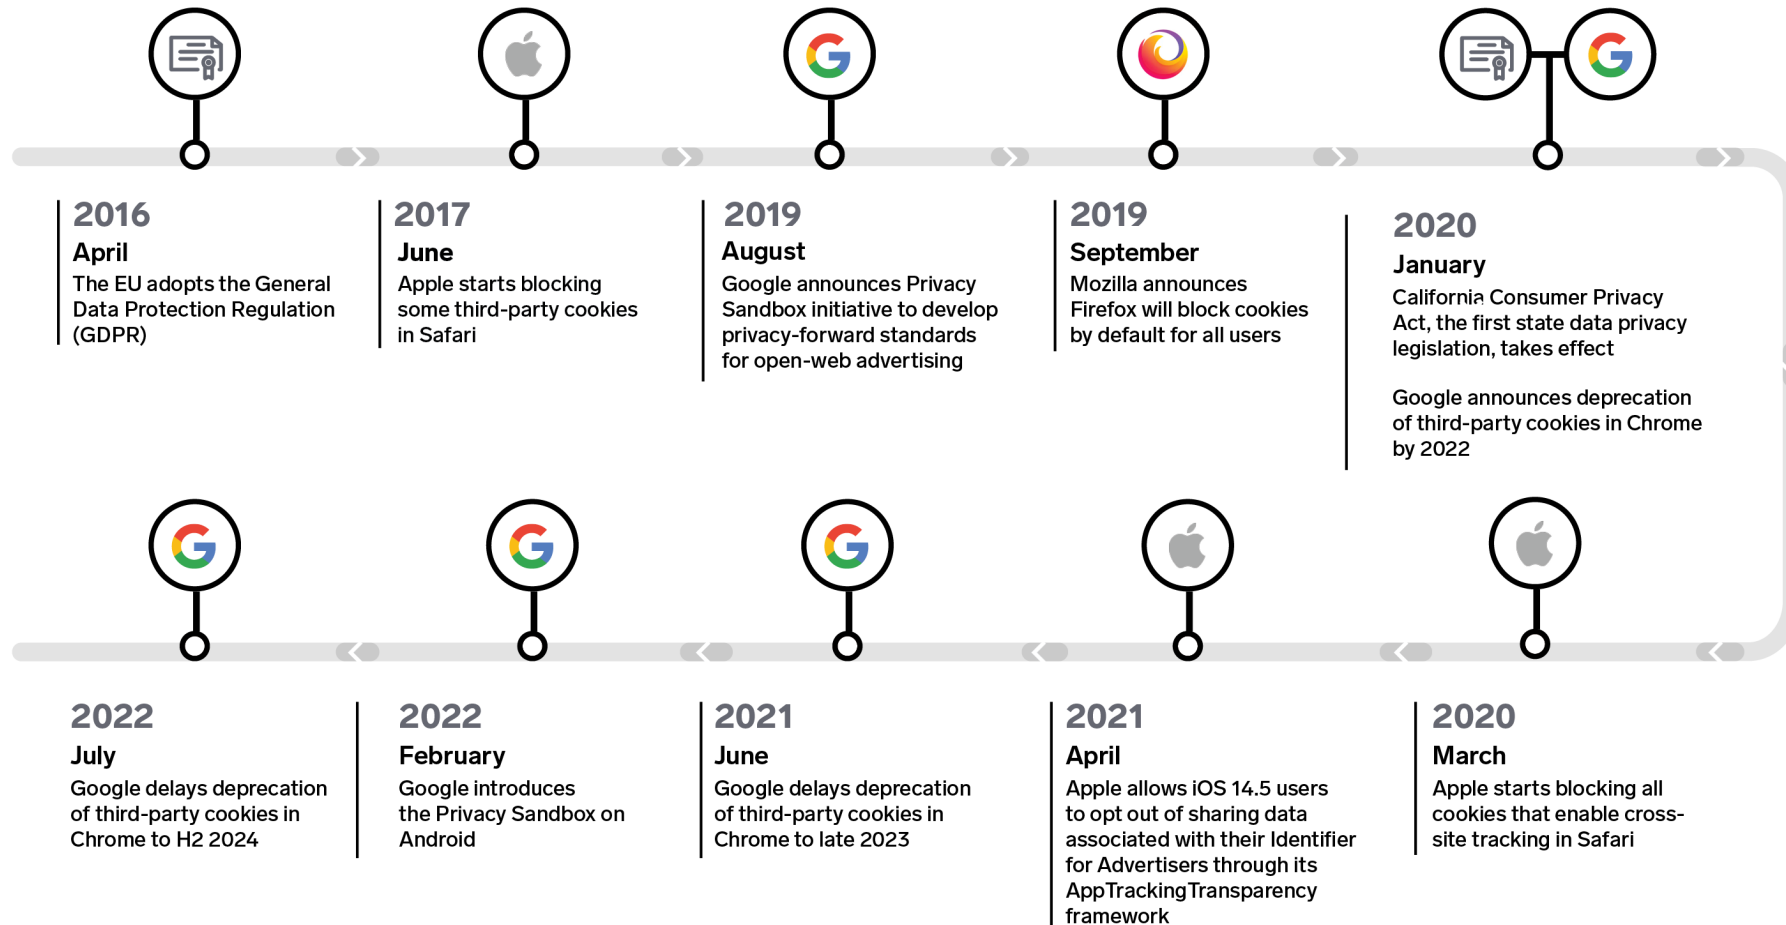 2016
April
The EU adopts the General
Data Protection Regulation
(GDPR)
2017
June
Apple starts blocking
some third-party cookies
in Safari
2019
August
Google announces Privacy
Sandbox initiative to develop
privacy-forward standards
for open-web advertising
2019
September
Mozilla announces
Firefox will block cookies
by default for all users
2020
January
California Consumer Privacy
Act, the first state data privacy
legislation, takes effect
Google announces deprecation
of third-party cookies in Chrome
by 2022
2020
March
Apple starts blocking all
cookies that enable cross-
site tracking in Safari
2021
April
Apple allows iOS 14.5 users
to opt out of sharing data
associated with their Identifier
for Advertisers through its
AppTrackingTransparency
framework
2021
June
Google delays deprecation
of third-party cookies in
Chrome to late 2023
2022
February
Google introduces
the Privacy Sandbox on
Android
2022
July
Google delays deprecation
of third-party cookies in
Chrome to H2 2024